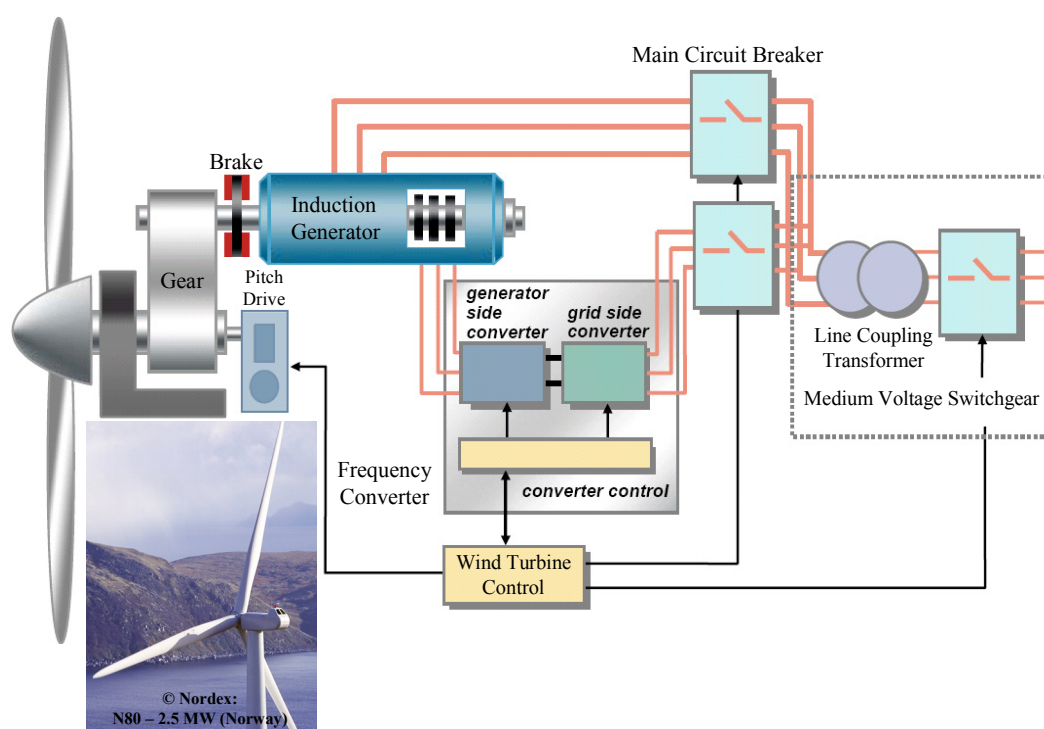 Main Circuit Breaker
Brake
Induction
Generator
Gear
Pitch
Drive
generator
side
converter
grid side
converter
Line Coupling
Transformer
Medium Voltage Switchgear
Frequency
Converter
converter control
Wind Turbine
Control
© Nordex:
N80 – 2.5 MW (Norway)